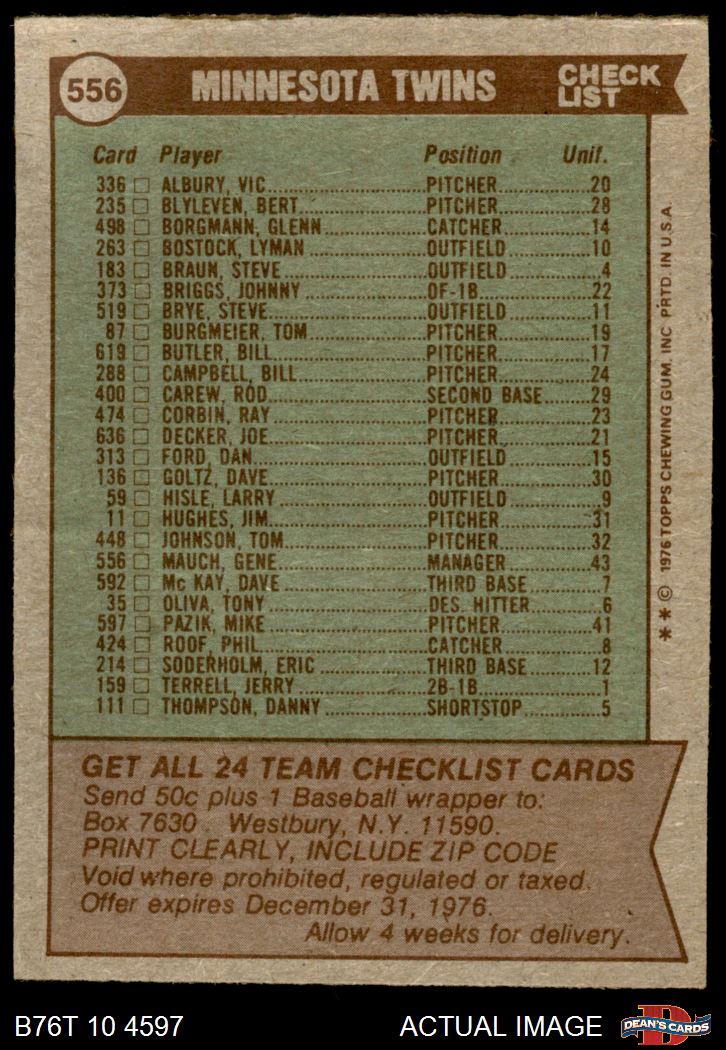 556 MINNESOTA TWINS CHECK LIST
Card Player Position Unif.
336 ALBURY, VIC PITCHER 20
235 BLYLEVEN, BERT PITCHER 28
498 BORGMANN, GLENN CATCHER 14
263 BOSTOCK, LYMAN OUTFIELD 10
183 BRAUN, STEVE OUTFIELD 4
373 BRIGGS, JOHNNY OF-1B 22
519 BRYE, STEVE OUTFIELD 11
87 BURGMEIER, TOM PITCHER 19
619 BUTLER, BILL PITCHER 17
288 CAMPBELL, BILL PITCHER 24
400 CAREW, ROD SECOND BASE 29
474 CORBIN, RAY PITCHER 23
636 DECKER, JOE PITCHER 21
313 FORD, DAN OUTFIELD 15
136 GOLTZ, DAVE PITCHER 30
59 HISLE, LARRY OUTFIELD 9
11 HUGHES, JIM PITCHER 31
448 JOHNSON, TOM PITCHER 32
556 MAUCH, GENE MANAGER 43
592 Mc KAY, DAVE THIRD BASE 7
35 OLIVA, TONY DES. HITTER 6
597 PAZIK, MIKE PITCHER 41
424 ROOF, PHIL CATCHER 8
214 SODERHOLM, ERIC THIRD BASE 12
159 TERRELL, JERRY 2B-1B 1
111 THOMPSON, DANNY SHORTSTOP 5
* * © 1976 TOPPS CHEWING GUM, INC. PRTD. IN U.S.A.
GET ALL 24 TEAM CHECKLIST CARDS
Send 50c plus 1 Baseball wrapper to:
Box 7630 Westbury, N.Y. 11590.
PRINT CLEARLY, INCLUDE ZIP CODE
Void where prohibited, regulated or taxed.
Offer expires December 31, 1976.
Allow 4 weeks for delivery.
B76T 10 4597 ACTUAL IMAGE
D DEAN'S CARDS